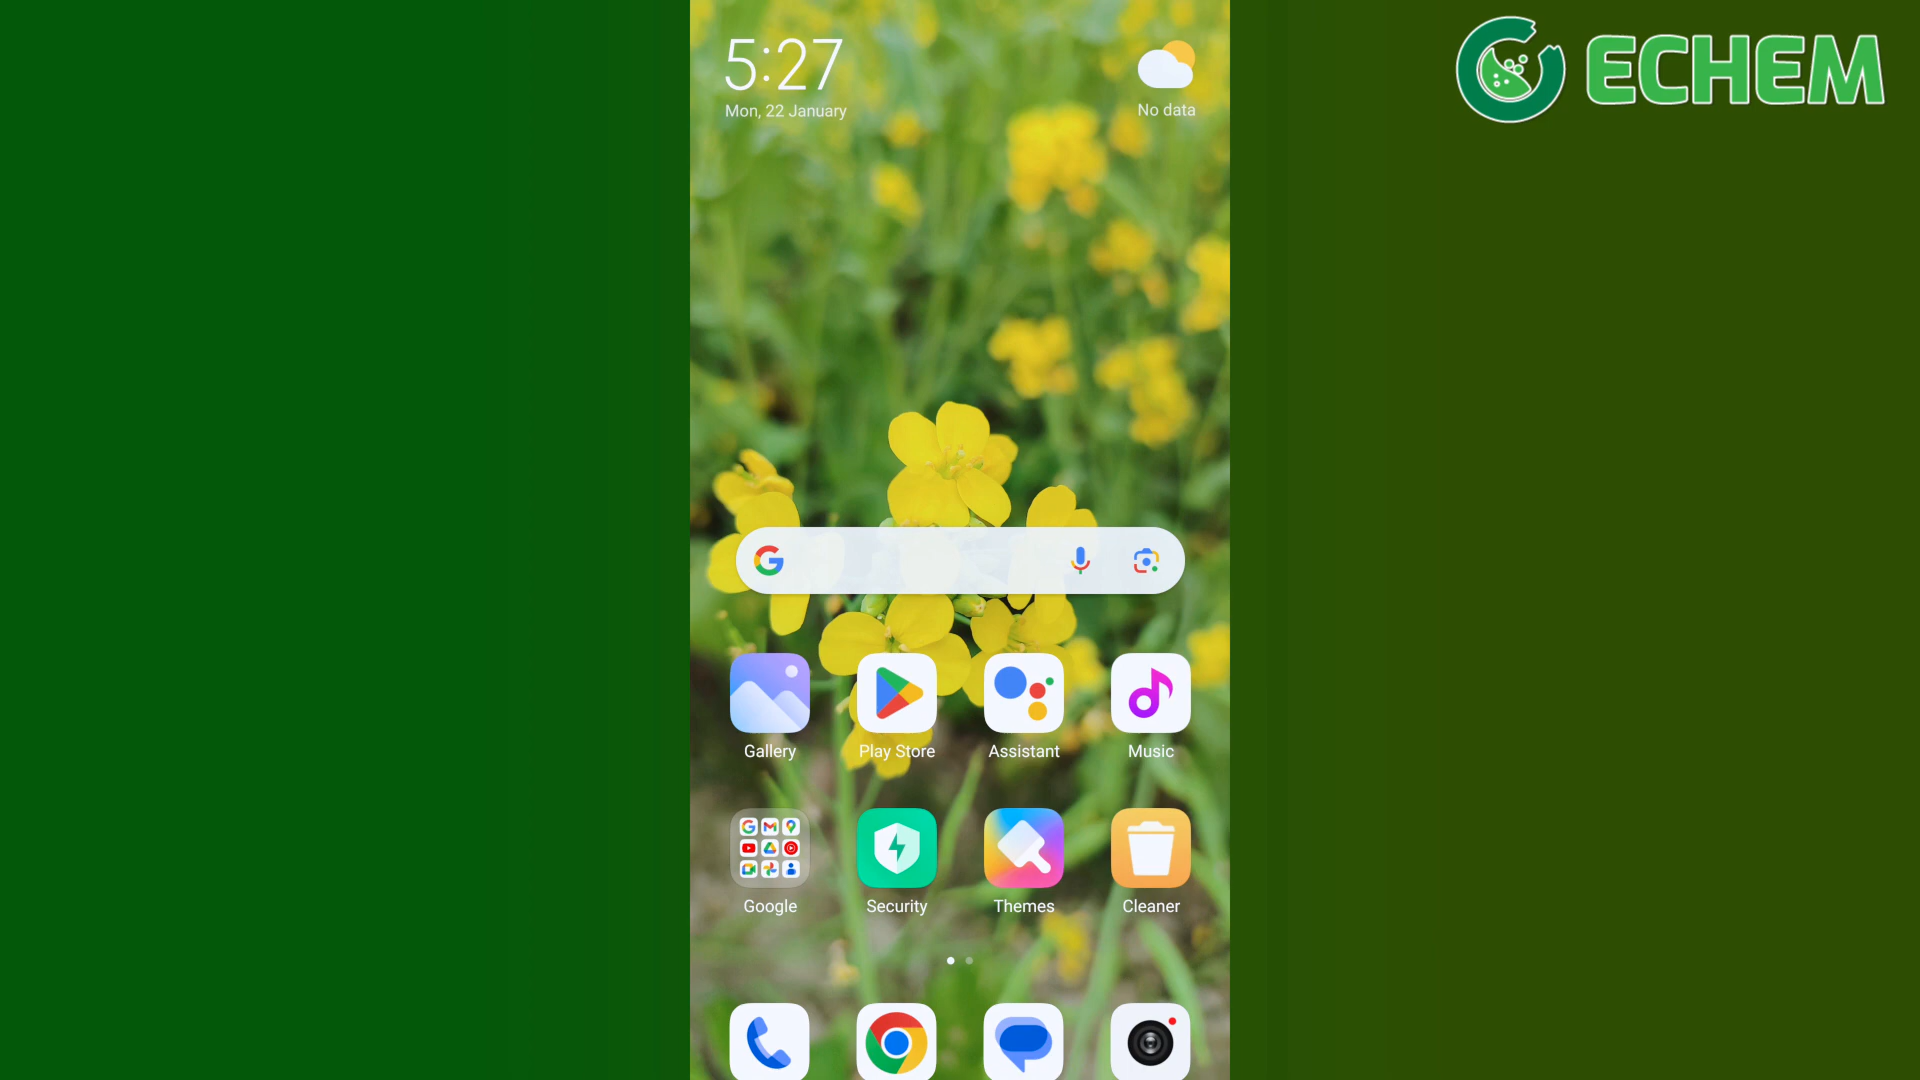 5:27
Mon, 22 January
No data
ECHEM
Gallery
Play Store
Assistant
Music
Google
Security
Themes
Cleaner